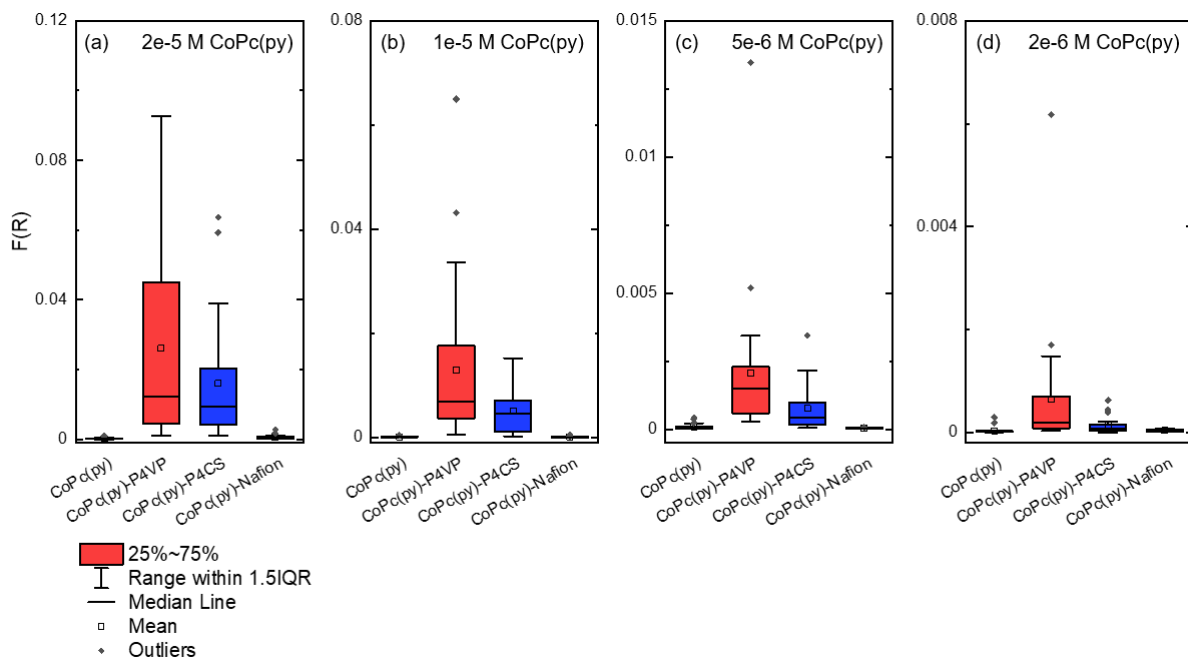 F(R)
(a) 2e-5 M CoPc(py)
0.12
0.08
0.04
0
CoPc(py)
CoPc(py)-P4VP
CoPc(py)-P4CS
CoPc(py)-Nafion
(b) 1e-5 M CoPc(py)
0.08
0.04
0
CoPc(py)
CoPc(py)-P4VP
CoPc(py)-P4CS
CoPc(py)-Nafion
(c) 5e-6 M CoPc(py)
0.015
0.01
0.005
0
CoPc(py)
CoPc(py)-P4VP
CoPc(py)-P4CS
CoPc(py)-Nafion
(d) 2e-6 M CoPc(py)
0.008
0.004
0
CoPc(py)
CoPc(py)-P4VP
CoPc(py)-P4CS
CoPc(py)-Nafion
25%~75%
Range within 1.5IQR
Median Line
Mean
Outliers